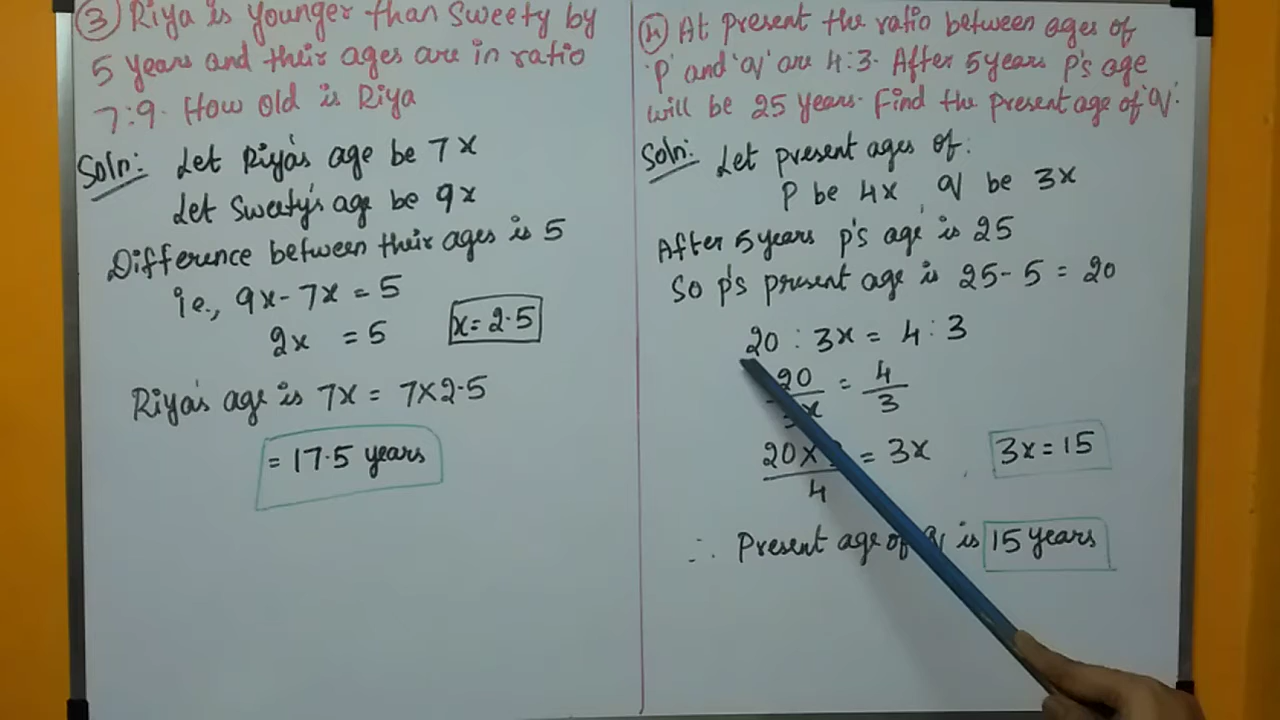 3 Riya is younger than Sweety by
5 years and their ages are in ratio
7:9. How old is Riya
Soln: Let Riya's age be 7x
Let Sweety's age be 9x
Difference between their ages is 5
i.e., 9x - 7x = 5
2x = 5 x = 2.5
Riya's age is 7x = 7x2.5
= 17.5 years
4 At present the ratio between ages of
'P' and 'q' are 4:3. After 5 years P's age
will be 25 years. Find the present age of 'q'.
Soln: Let present ages of:
P be 4x, q be 3x
After 5 years p's age is 25
So p's present age is 25 - 5 = 20
20 : 3x = 4 : 3
20 = 4
x 3
20 x = 3x 3x = 15
4
∴ Present age of q is 15 years